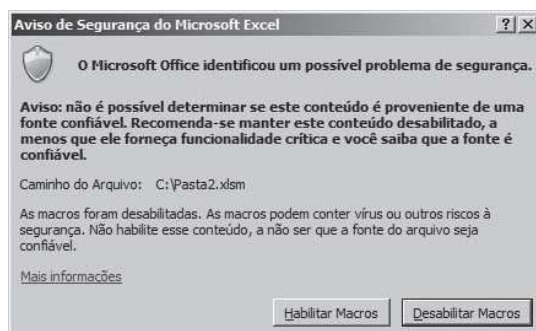 Aviso de Segurança do Microsoft Excel
O Microsoft Office identificou um possível problema de segurança.
Aviso: não é possível determinar se este conteúdo é proveniente de uma
fonte confiável. Recomenda-se manter este conteúdo desabilitado, a
menos que ele forneça funcionalidade crítica e você saiba que a fonte é
confiável.
Caminho do Arquivo: C:\Pasta2.xlsm
As macros foram desabilitadas. As macros podem conter vírus ou outros riscos à
segurança. Não habilite esse conteúdo, a não ser que a fonte do arquivo seja
confiável.
Mais informações
Habilitar Macros Desabilitar Macros